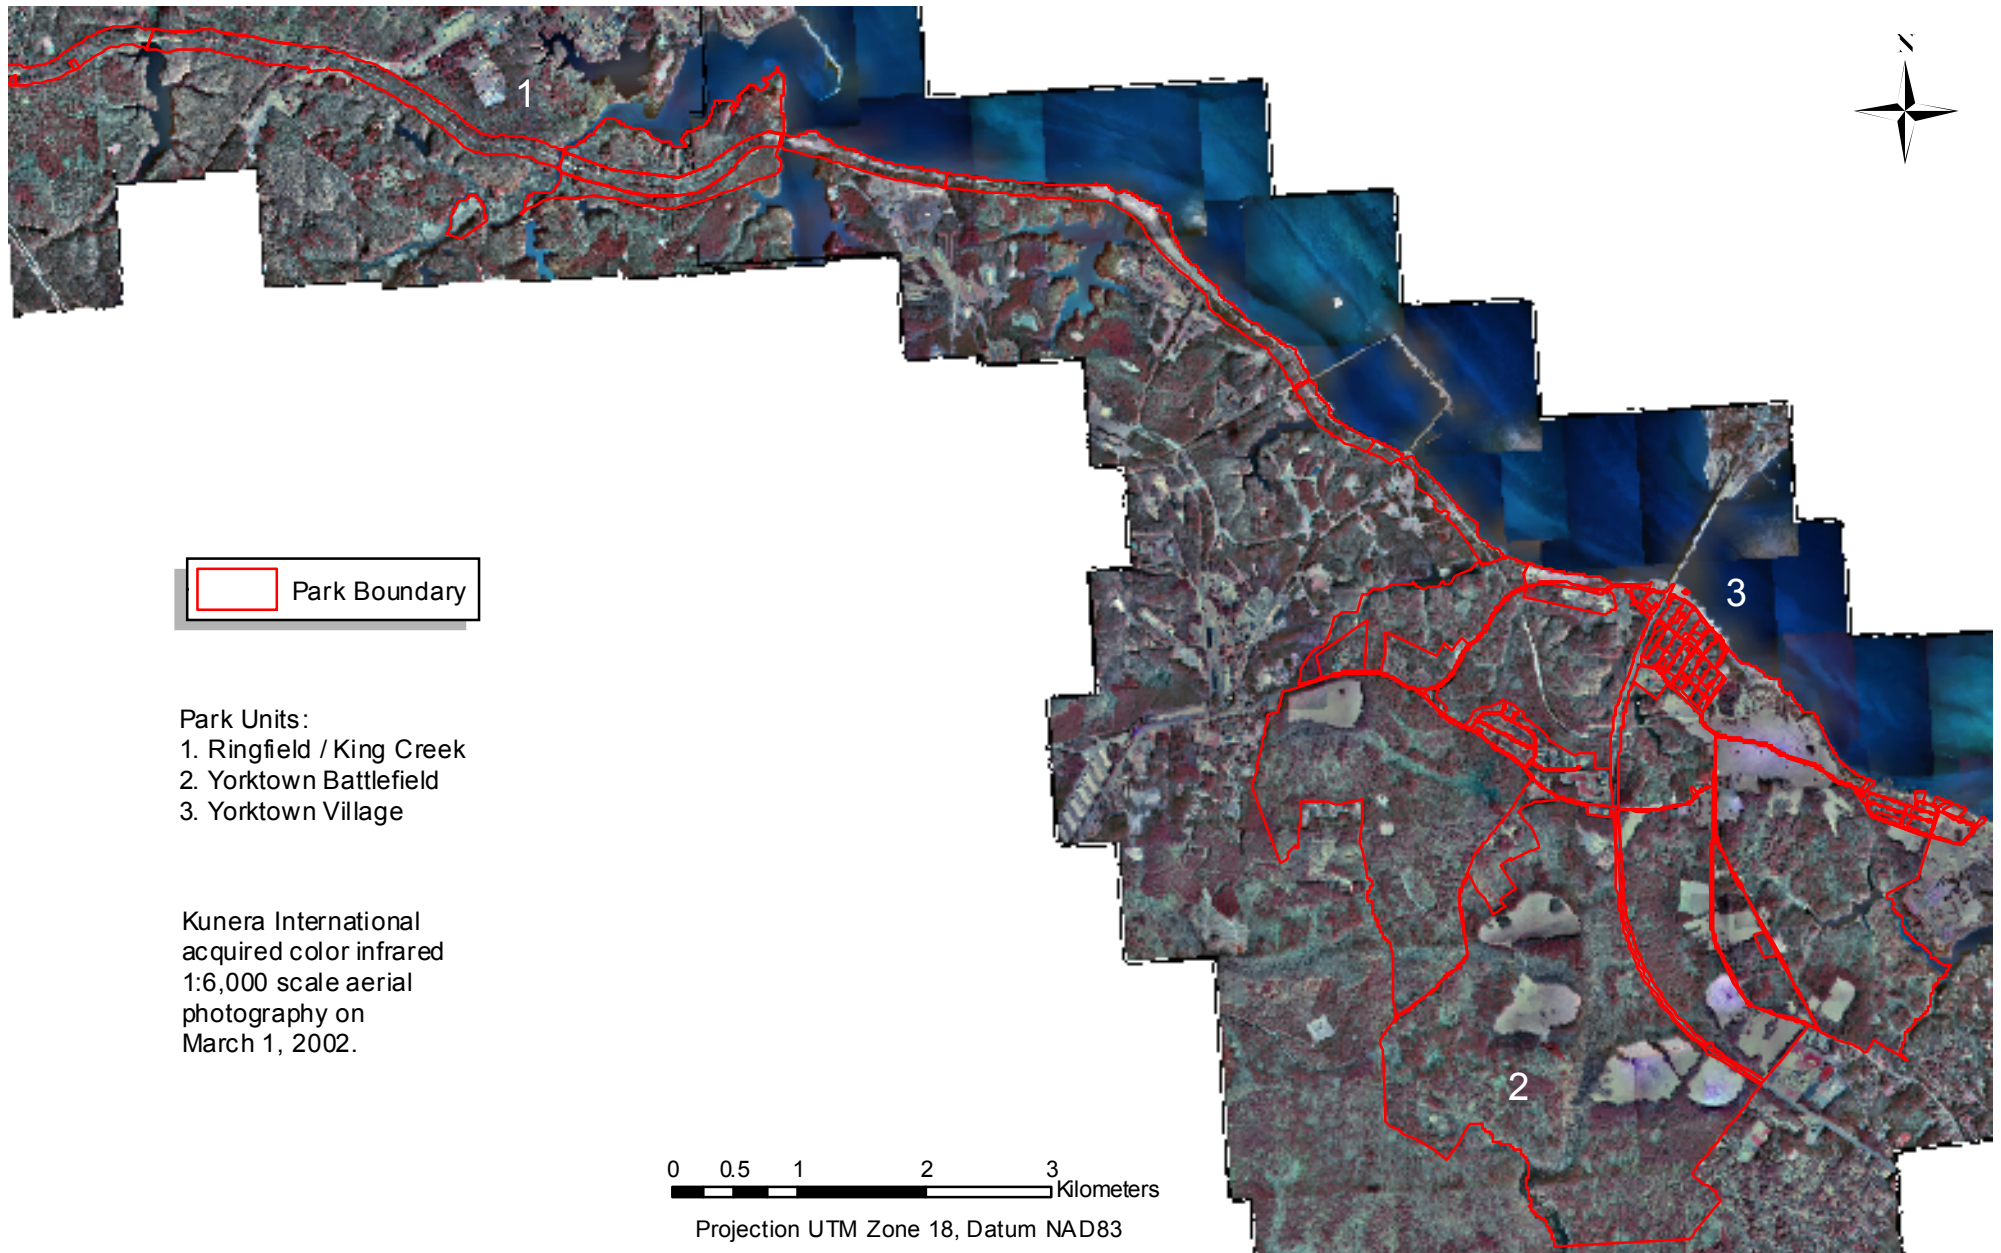 N
1
3
Park Boundary
Park Units:
1. Ringfield / King Creek
2. Yorktown Battlefield
3. Yorktown Village
Kunera International
acquired color infrared
1:6,000 scale aerial
photography on
March 1, 2002.
2
0 0.5 1 2 3
Kilometers
Projection UTM Zone 18, Datum NAD83